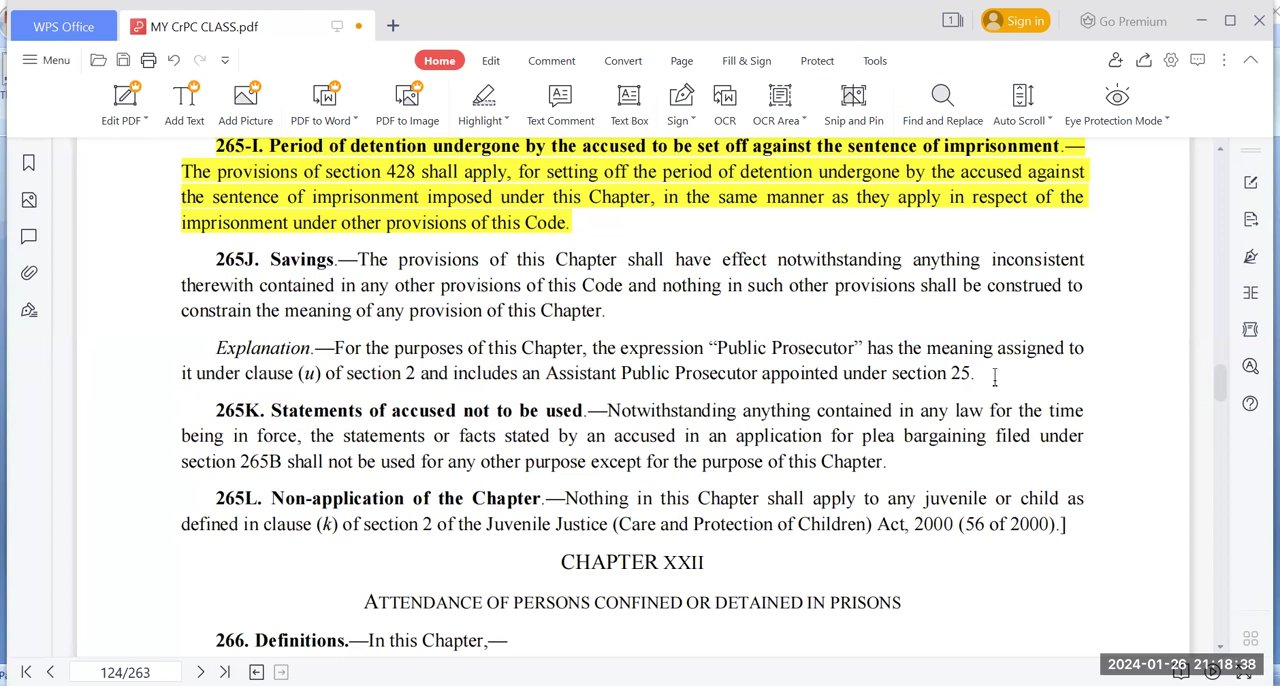 WPS Office
MY CrPC CLASS.pdf
1
Sign in
Go Premium
Menu
Home
Edit
Comment
Convert
Page
Fill & Sign
Protect
Tools
Edit PDF
Add Text
Add Picture
PDF to Word
PDF to Image
Highlight
Text Comment
Text Box
Sign
OCR
OCR Area
Snip and Pin
Find and Replace
Auto Scroll
Eye Protection Mode
265-I. Period of detention undergone by the accused to be set off against the sentence of imprisonment.—
The provisions of section 428 shall apply, for setting off the period of detention undergone by the accused against
the sentence of imprisonment imposed under this Chapter, in the same manner as they apply in respect of the
imprisonment under other provisions of this Code.
265J. Savings.—The provisions of this Chapter shall have effect notwithstanding anything inconsistent
therewith contained in any other provisions of this Code and nothing in such other provisions shall be construed to
constrain the meaning of any provision of this Chapter.
Explanation.—For the purposes of this Chapter, the expression “Public Prosecutor” has the meaning assigned to
it under clause (u) of section 2 and includes an Assistant Public Prosecutor appointed under section 25.
265K. Statements of accused not to be used.—Notwithstanding anything contained in any law for the time
being in force, the statements or facts stated by an accused in an application for plea bargaining filed under
section 265B shall not be used for any other purpose except for the purpose of this Chapter.
265L. Non-application of the Chapter.—Nothing in this Chapter shall apply to any juvenile or child as
defined in clause (k) of section 2 of the Juvenile Justice (Care and Protection of Children) Act, 2000 (56 of 2000).]
CHAPTER XXII
ATTENDANCE OF PERSONS CONFINED OR DETAINED IN PRISONS
266. Definitions.—In this Chapter,—
124/263
2024-01-26 21:18:38